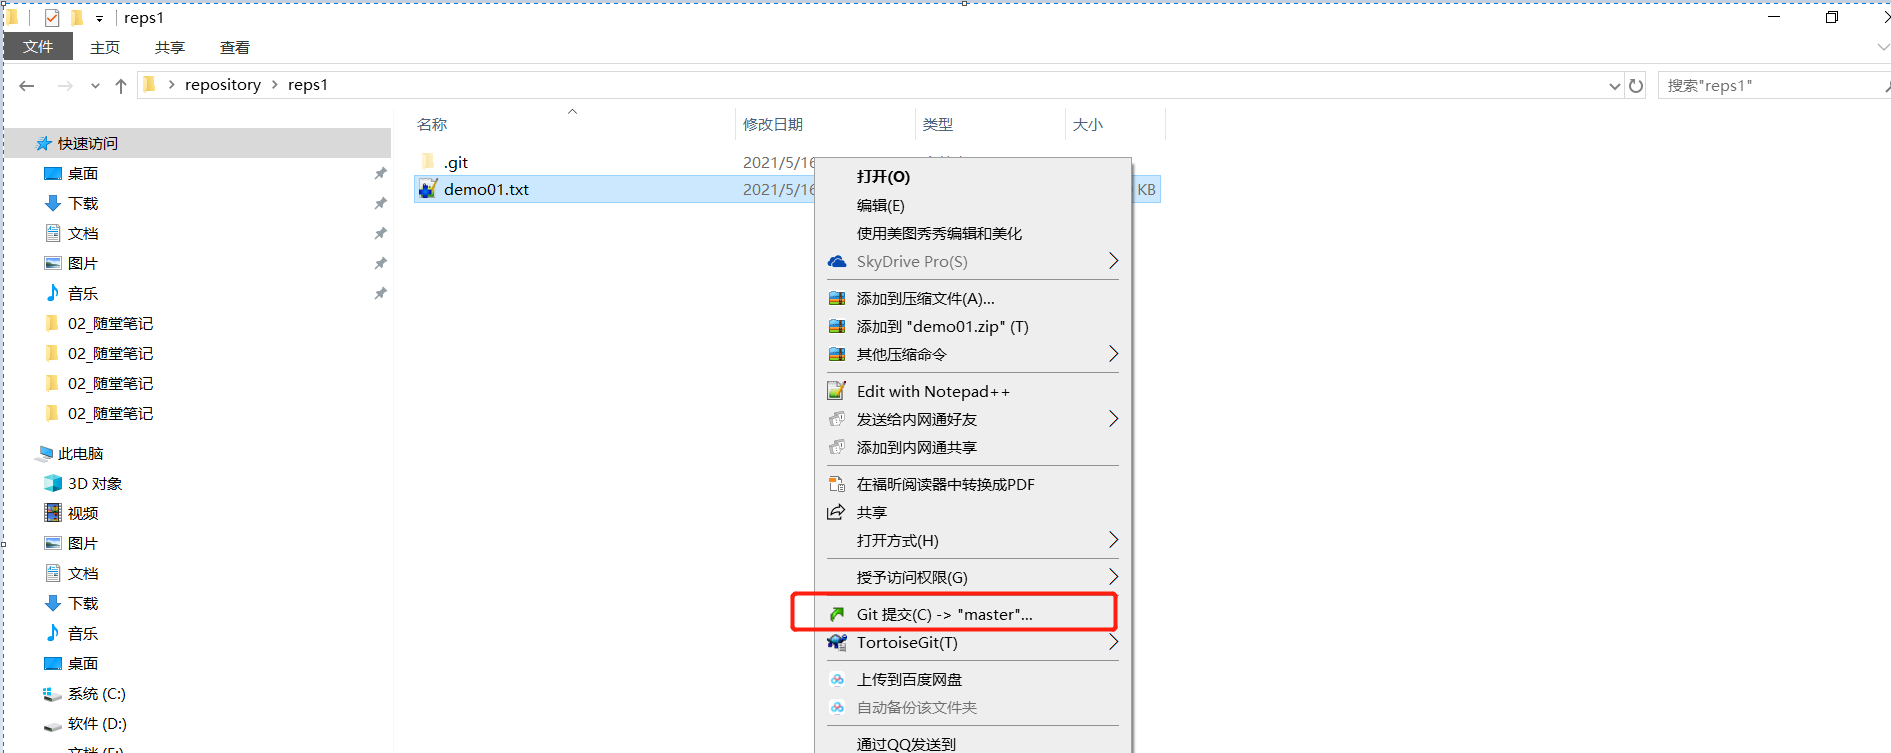 reps1
文件 主页 共享 查看
repository reps1 搜索"reps1"
名称 修改日期 类型 大小
.git 2021/5/16
demo01.txt 2021/5/16 KB
快速访问
桌面
下载
文档
图片
音乐
02_随堂笔记
02_随堂笔记
02_随堂笔记
02_随堂笔记
此电脑
3D 对象
视频
图片
文档
下载
音乐
桌面
系统 (C:)
软件 (D:)
打开(O)
编辑(E)
使用美图秀秀编辑和美化
SkyDrive Pro(S)
添加到压缩文件(A)...
添加到 "demo01.zip" (T)
其他压缩命令
Edit with Notepad++
发送给内网通好友
添加到内网通共享
在福昕阅读器中转换成PDF
共享
打开方式(H)
授予访问权限(G)
Git 提交(C) -> "master"...
TortoiseGit(T)
上传到百度网盘
自动备份该文件夹
通过QQ发送到